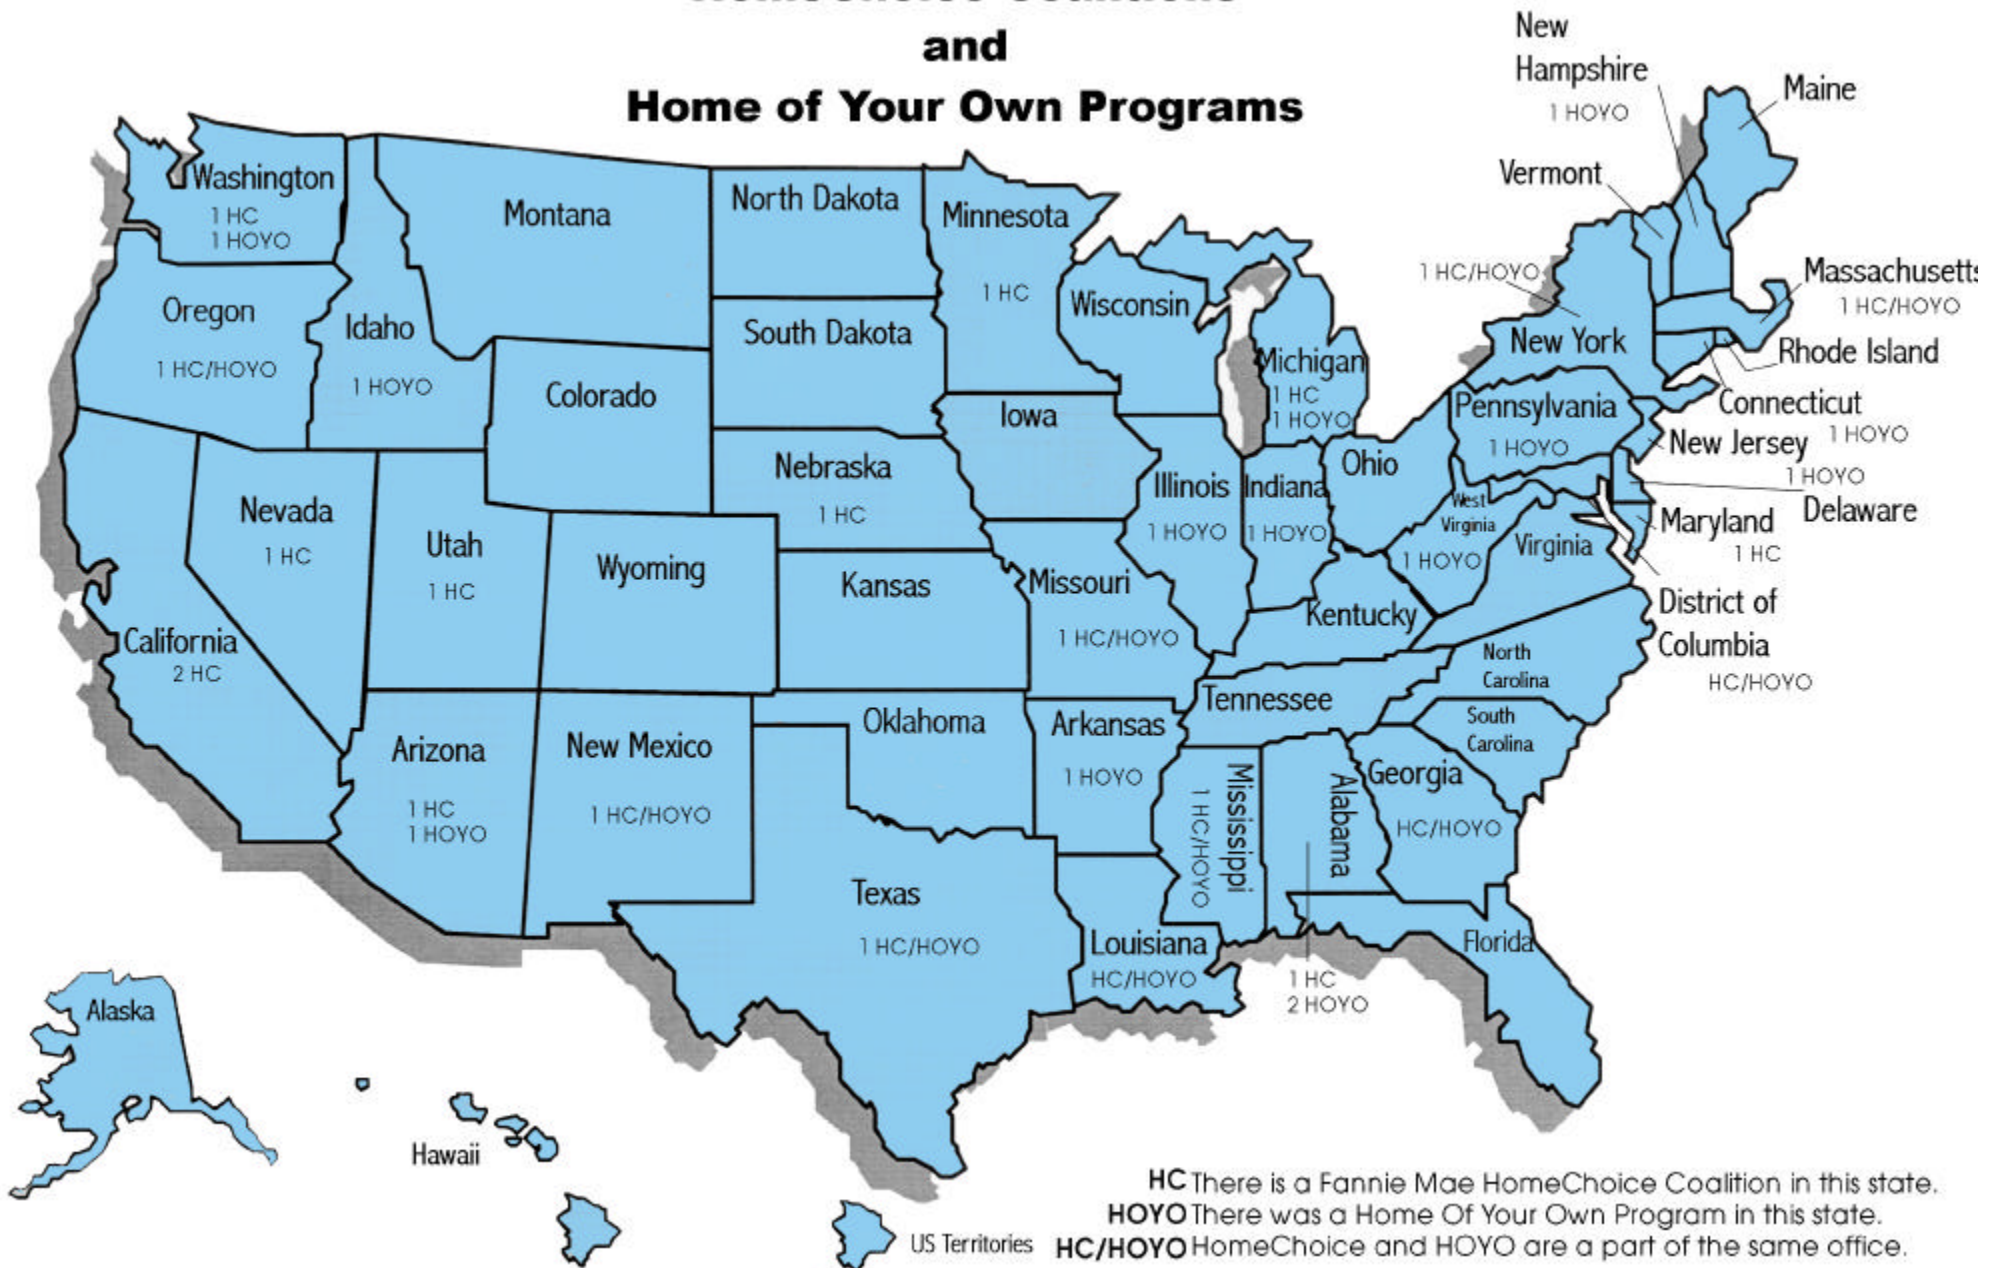 and
Home of Your Own Programs
New
Hampshire
1 HOYO
Maine
Vermont
Washington
1 HC
1 HOYO
Montana
North Dakota
Minnesota
1 HC
Oregon
1 HC/HOYO
Idaho
1 HOYO
South Dakota
Wisconsin
Michigan
1 HC
1 HOYO
1 HC/HOYO
New York
Massachusetts
1 HC/HOYO
Rhode Island
Connecticut
1 HOYO
Colorado
Iowa
Pennsylvania
1 HOYO
New Jersey
1 HOYO
Nebraska
1 HC
Illinois
1 HOYO
Indiana
1 HOYO
Ohio
West
Virginia
1 HOYO
Virginia
Maryland
1 HC
Delaware
Nevada
1 HC
Utah
1 HC
Wyoming
Kansas
Missouri
1 HC/HOYO
Kentucky
District of
Columbia
HC/HOYO
California
2 HC
North
Carolina
Tennessee
South
Carolina
Arizona
1 HC
1 HOYO
New Mexico
1 HC/HOYO
Oklahoma
Arkansas
1 HOYO
Mississippi
1 HC/HOYO
Alabama
1 HC
2 HOYO
Georgia
HC/HOYO
Texas
1 HC/HOYO
Louisiana
HC/HOYO
Florida
Alaska
Hawaii
US Territories
HC There is a Fannie Mae HomeChoice Coalition in this state.
HOYO There was a Home Of Your Own Program in this state.
HC/HOYO HomeChoice and HOYO are a part of the same office.